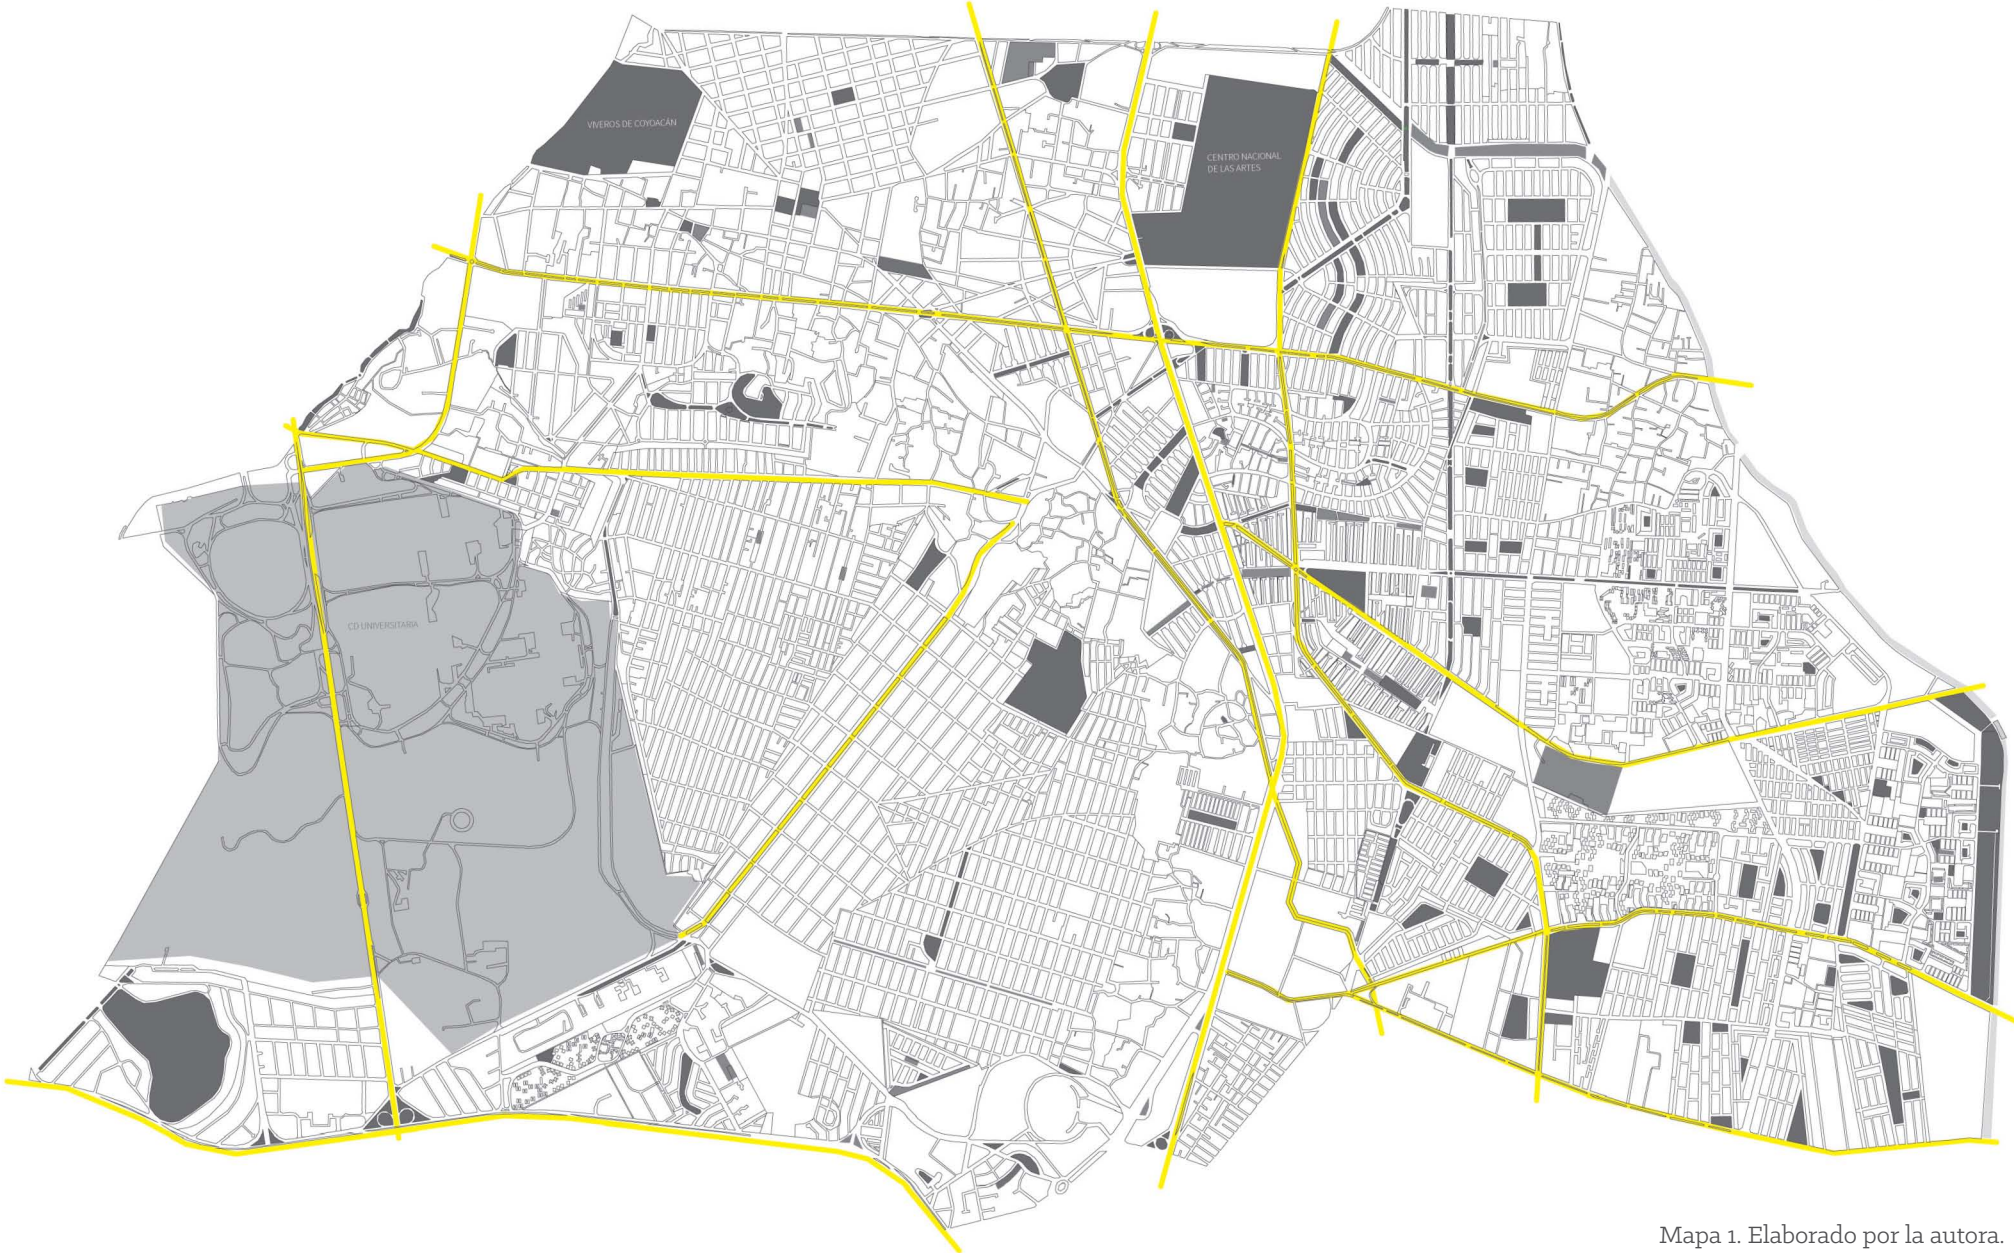 VIVEROS DE COYOACÁN
CENTRO NACIONAL
DE LAS ARTES
CD UNIVERSITARIA
Mapa 1. Elaborado por la autora.